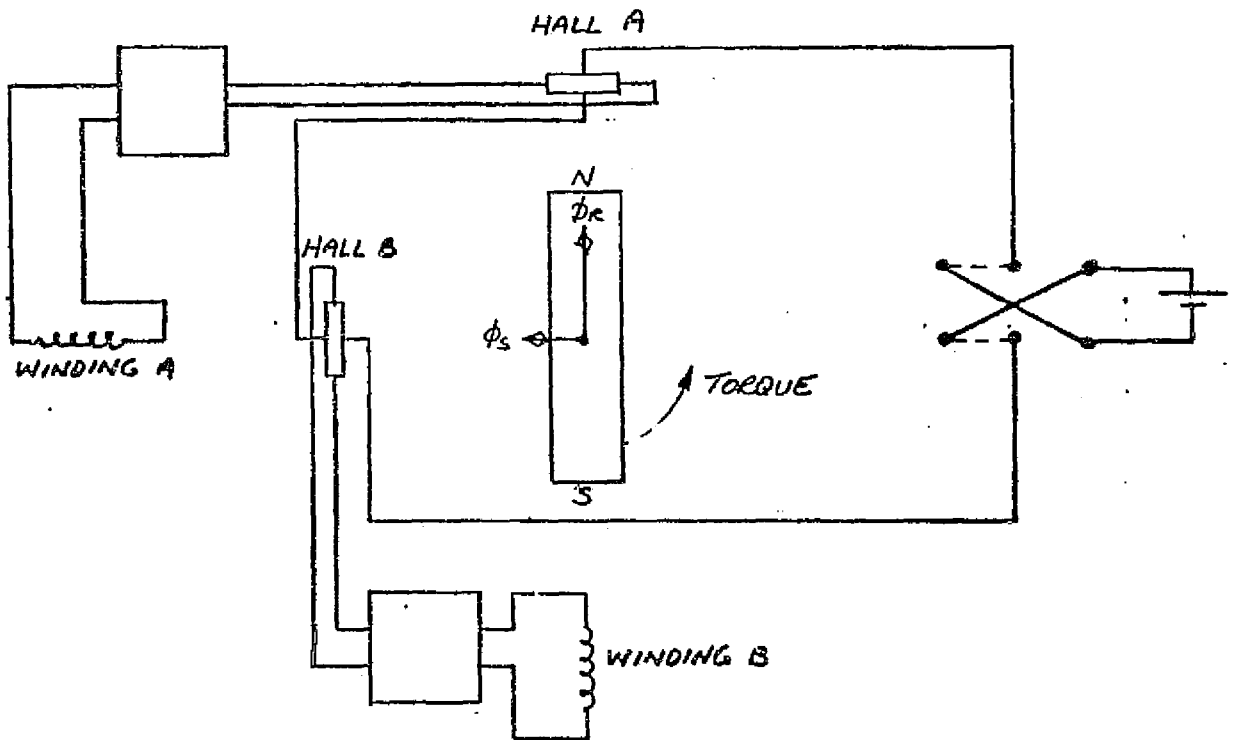 HALL A
N
ϕR
HALL B
ϕS
WINDING A
TORQUE
S
WINDING B